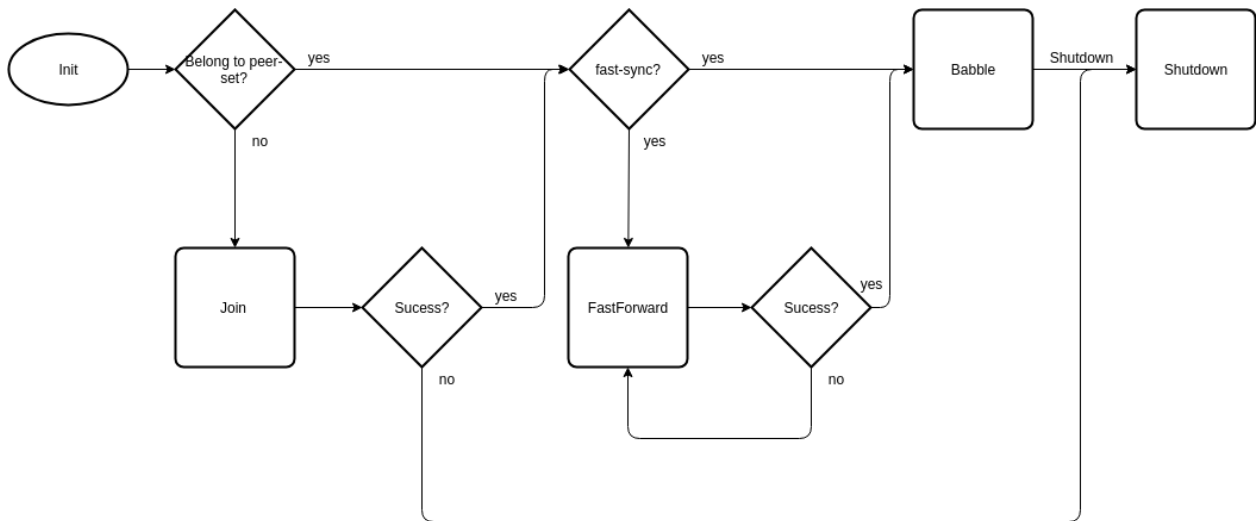 Init
Belong to peer-
set?
yes
fast-sync?
yes
Babble
Shutdown
Shutdown
no
yes
Join
Sucess?
yes
FastForward
Sucess?
yes
no
no